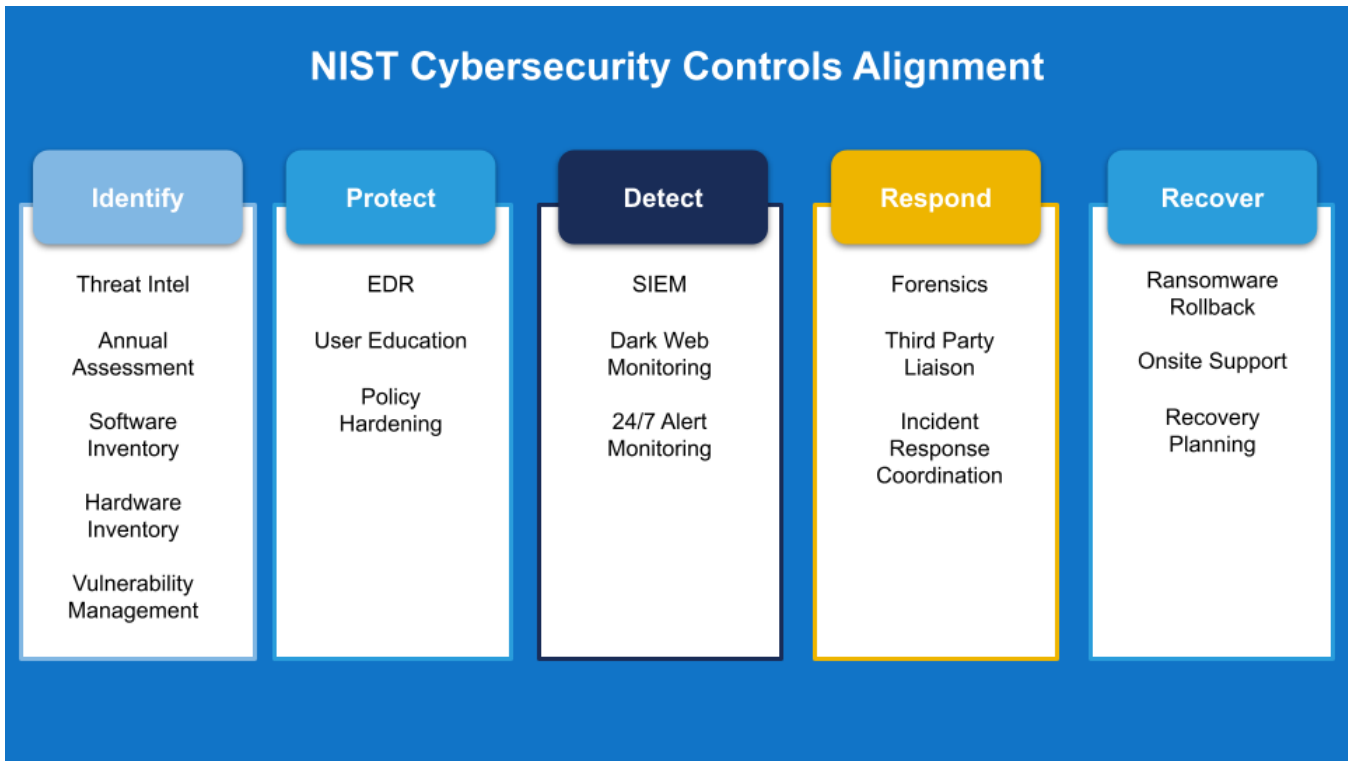 NIST Cybersecurity Controls Alignment
Identify
Threat Intel
Annual
Assessment
Software
Inventory
Hardware
Inventory
Vulnerability
Management
Protect
EDR
User Education
Policy
Hardening
Detect
SIEM
Dark Web
Monitoring
24/7 Alert
Monitoring
Respond
Forensics
Third Party
Liaison
Incident
Response
Coordination
Recover
Ransomware
Rollback
Onsite Support
Recovery
Planning